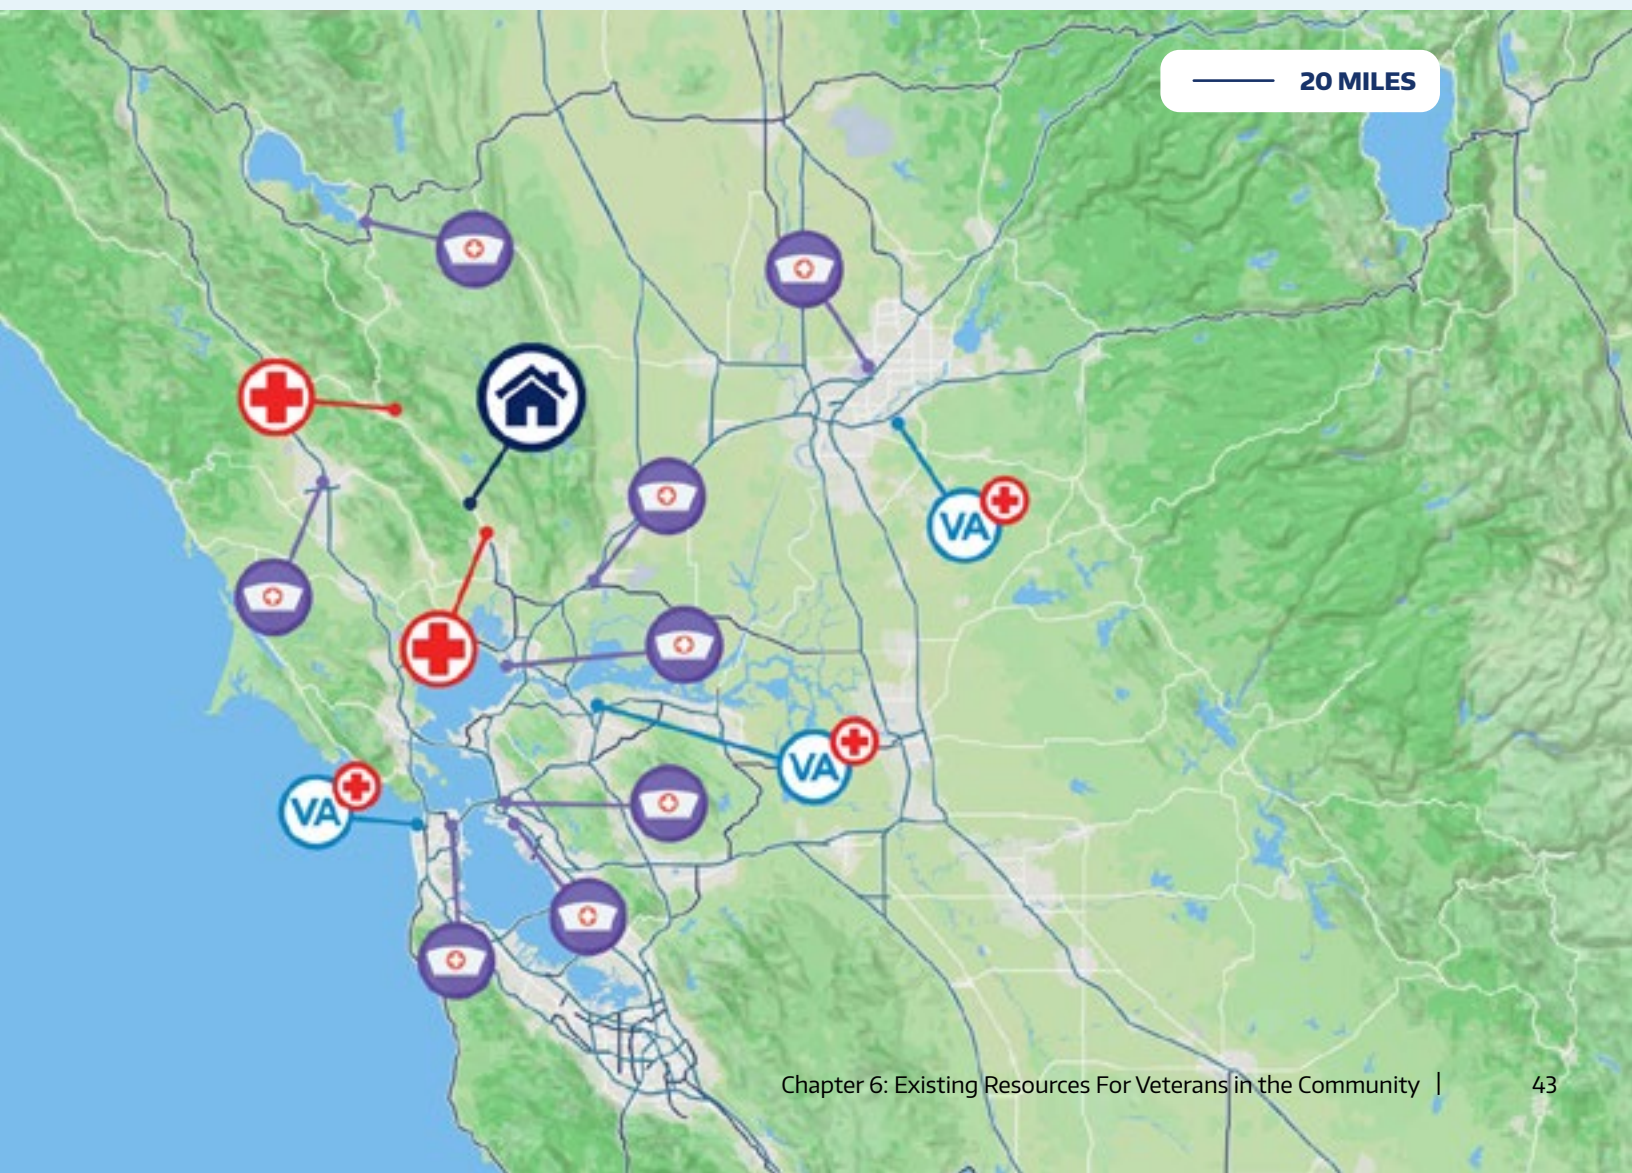 20 MILES
VA
VA
VA
Chapter 6: Existing Resources For Veterans in the Community | 43